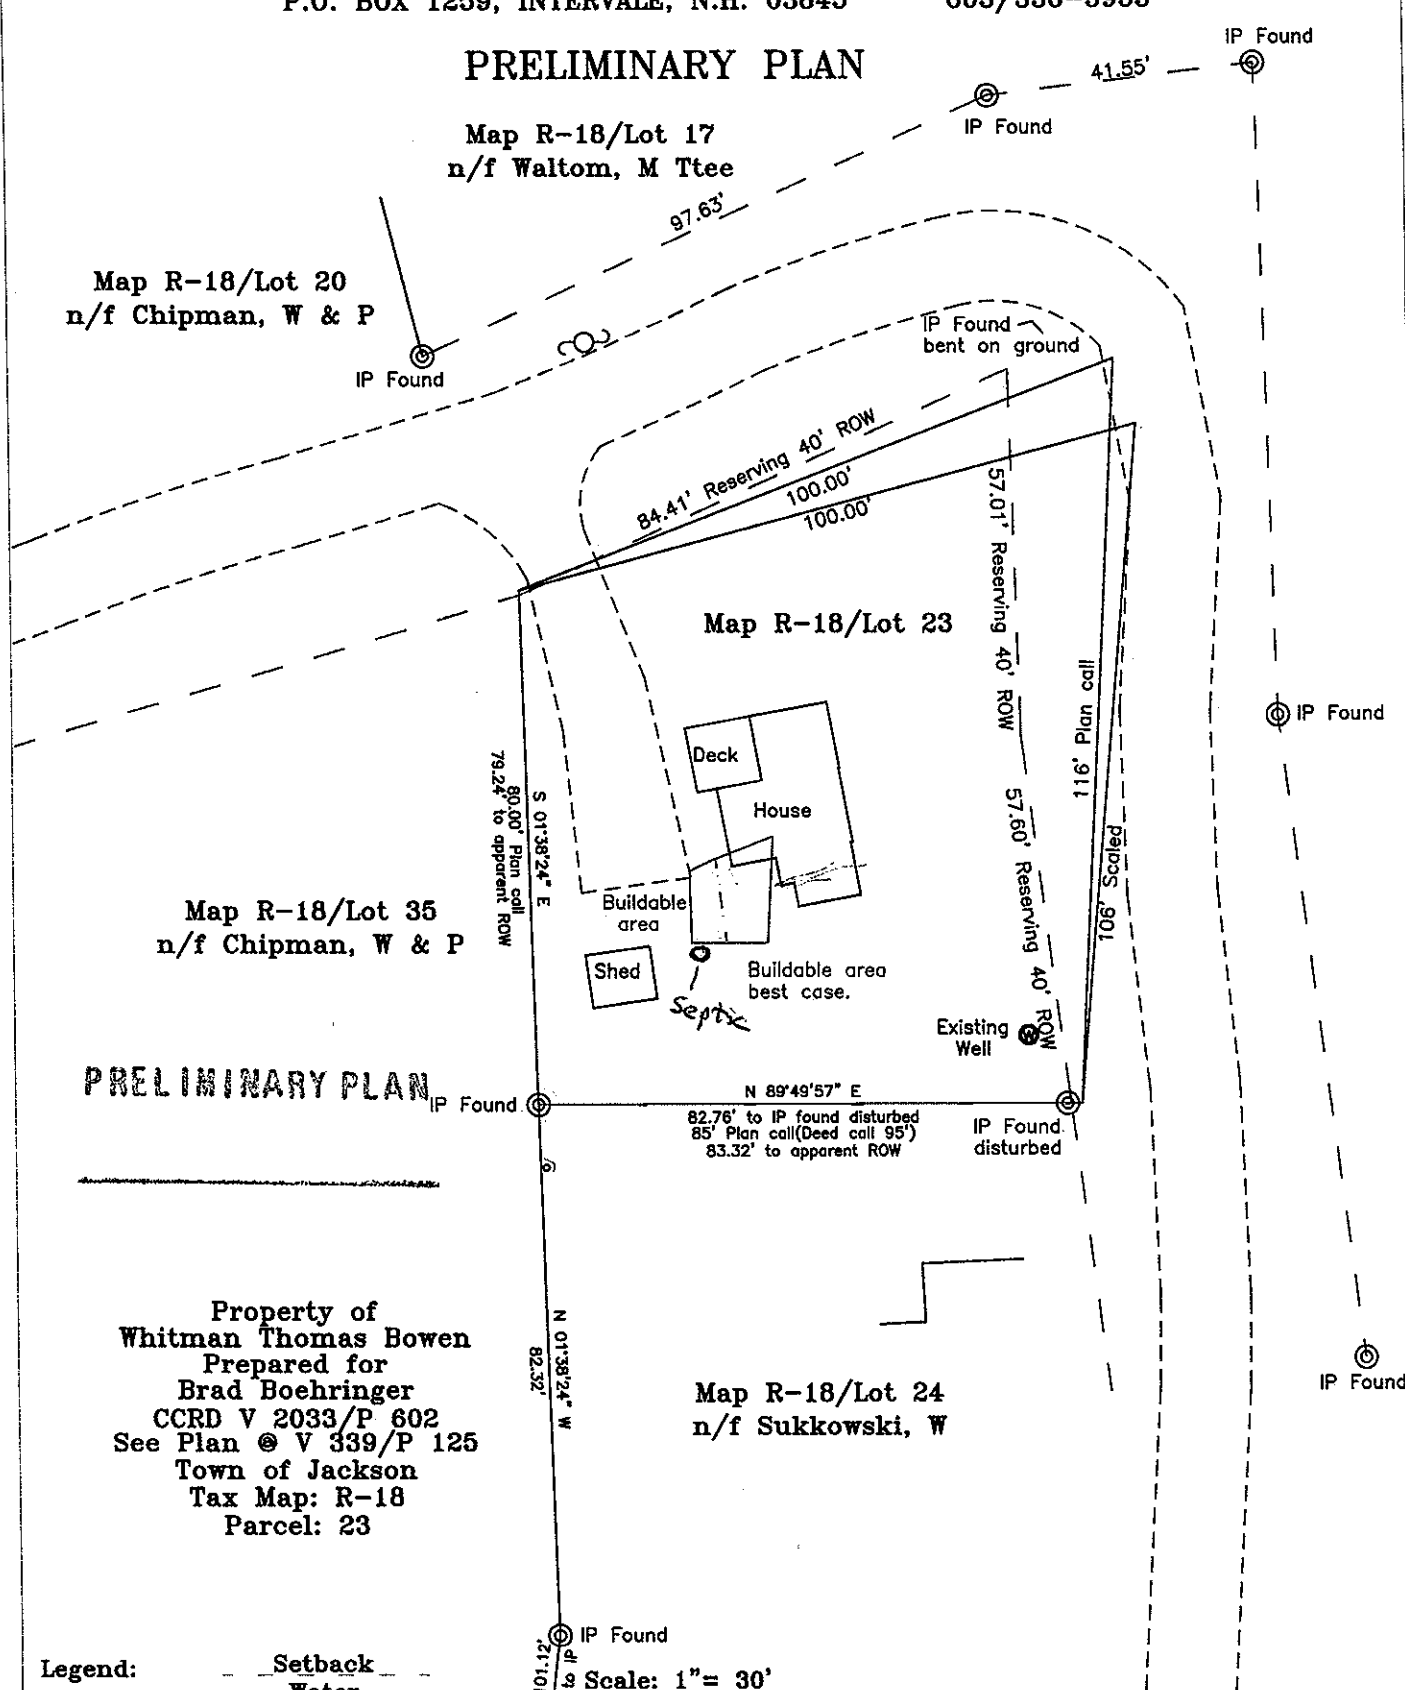 P.O. BOX 1259, INTERVALE, N.H. 03845
PRELIMINARY PLAN
IP Found
41.55'
IP Found
Map R-18/Lot 17
n/f Waltom, M Ttee
97.63'
Map R-18/Lot 20
n/f Chipman, W & P
IP Found
IP Found
bent on ground
84.41' Reserving 40' ROW
100.00'
100.00'
57.01' Reserving 40' ROW
Map R-18/Lot 23
116' Plan call
IP Found
Deck
House
S 01°38'24" E
80.00' Plan call
79.24' to apparent ROW
57.60' Reserving 40' ROW
106' Scaled
Buildable
area
Map R-18/Lot 35
n/f Chipman, W & P
Shed
Buildable area
best case.
Septic
Existing
Well
W
PRELIMINARY PLAN
IP Found
N 89°49'57" E
82.76' to IP found disturbed
85' Plan call(Deed call 95')
83.32' to apparent ROW
IP Found
disturbed
Property of
Whitman Thomas Bowen
Prepared for
Brad Boehringer
CCRD V 2033/P 602
See Plan @ V 339/P 125
Town of Jackson
Tax Map: R-18
Parcel: 23
N 01°38'24" W
82.32'
Map R-18/Lot 24
n/f Sukkowski, W
IP Found
IP Found
101.12'
to IP
Legend:
Setback
Scale: 1"= 30'